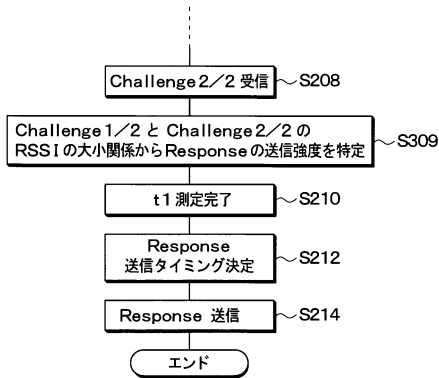 Challenge2／2 受信
S208
Challenge1／2 と Challenge2／2の
RSSIの大小関係からResponseの送信強度を特定
S309
t1測定完了
S210
Response
送信タイミング決定
S212
Response 送信
S214
エンド